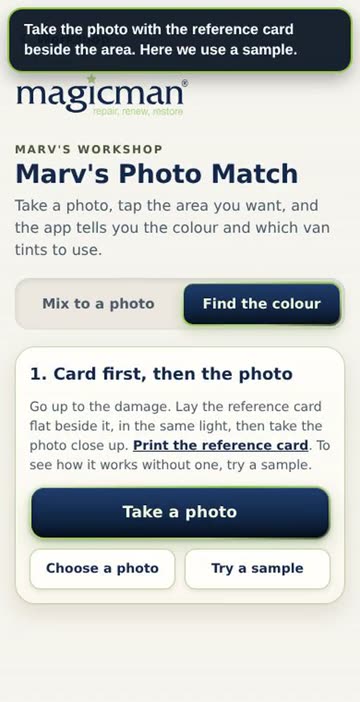 Take the photo with the reference card
beside the area. Here we use a sample.
magicman®
repair, renew, restore
MARV'S WORKSHOP
Marv's Photo Match
Take a photo, tap the area you want, and
the app tells you the colour and which van
tints to use.
Mix to a photo
Find the colour
1. Card first, then the photo
Go up to the damage. Lay the reference card
flat beside it, in the same light, then take the
photo close up. Print the reference card. To
see how it works without one, try a sample.
Take a photo
Choose a photo
Try a sample